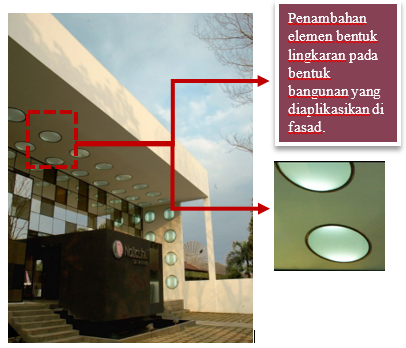 Penambahan
elemen bentuk
lingkaran pada
bentuk
bangunan yang
diaplikasikan di
fasad.